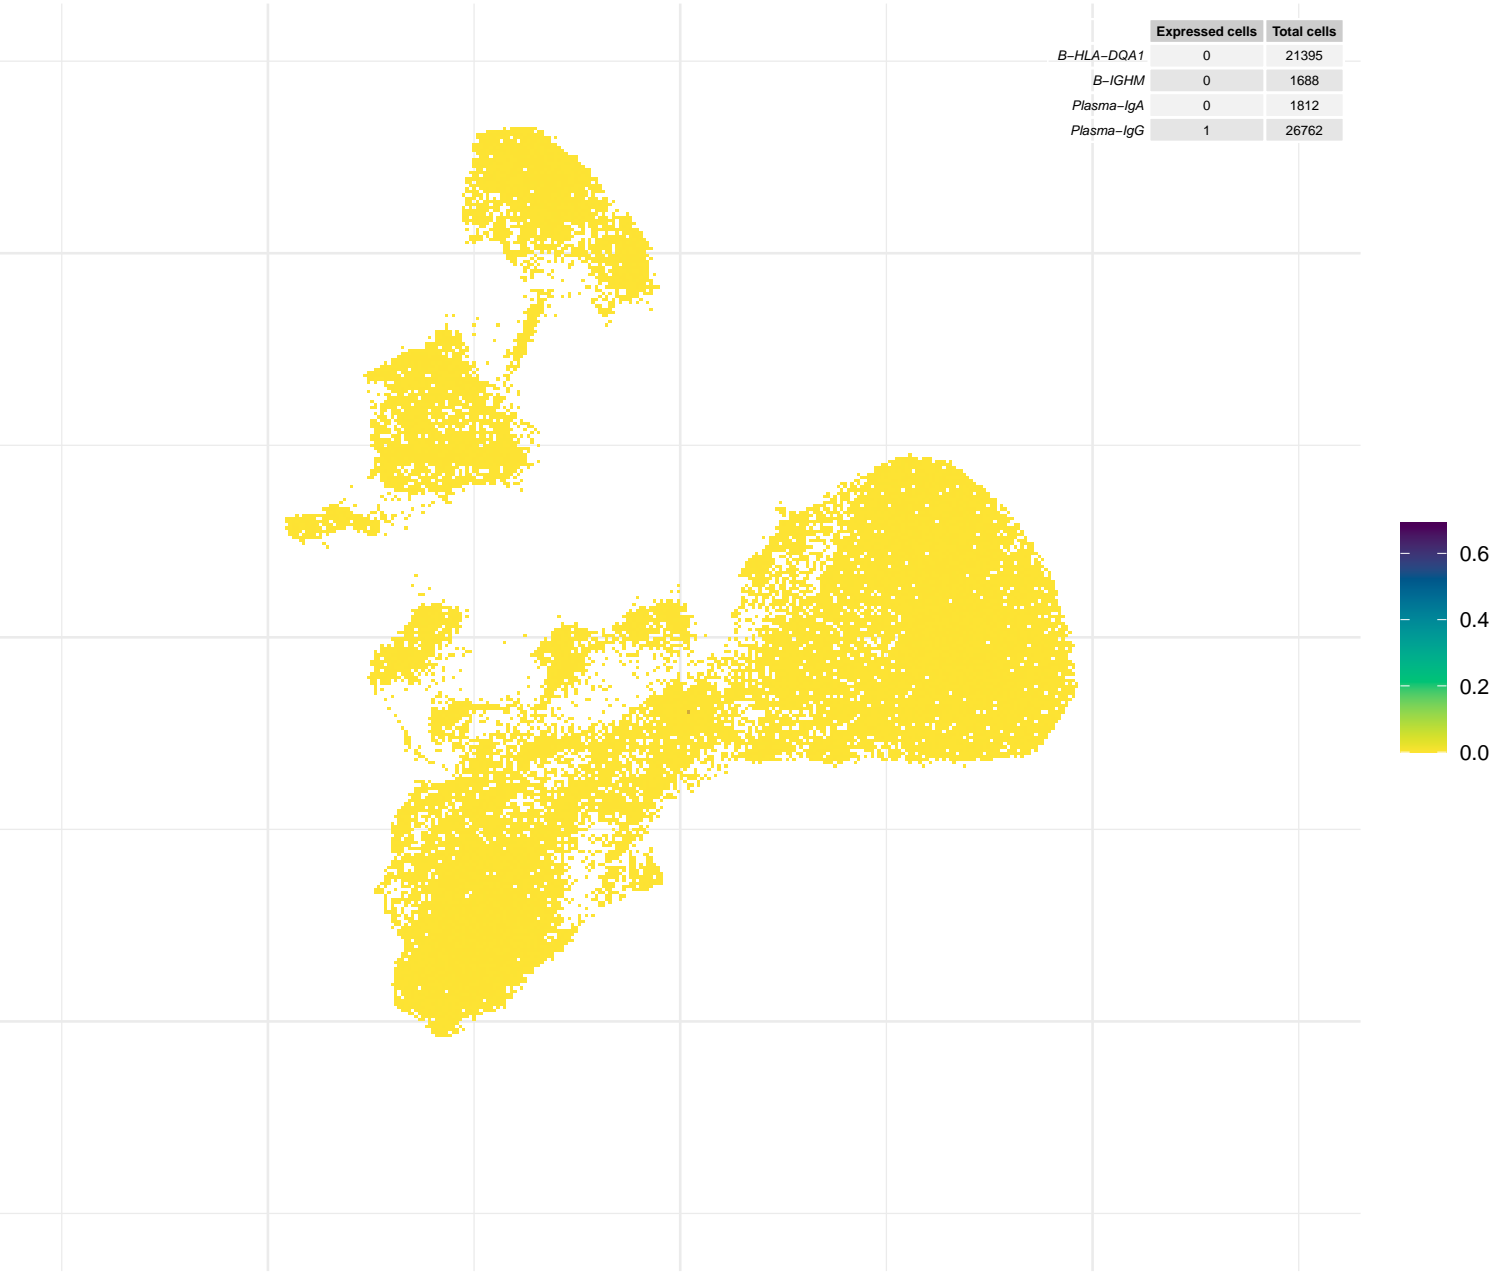 Expressed cells Total cells
B−HLA−DQA1 0 21395
B−IGHM 0 1688
Plasma−IgA 0 1812
Plasma−IgG 1 26762
0.6
0.4
0.2
0.0